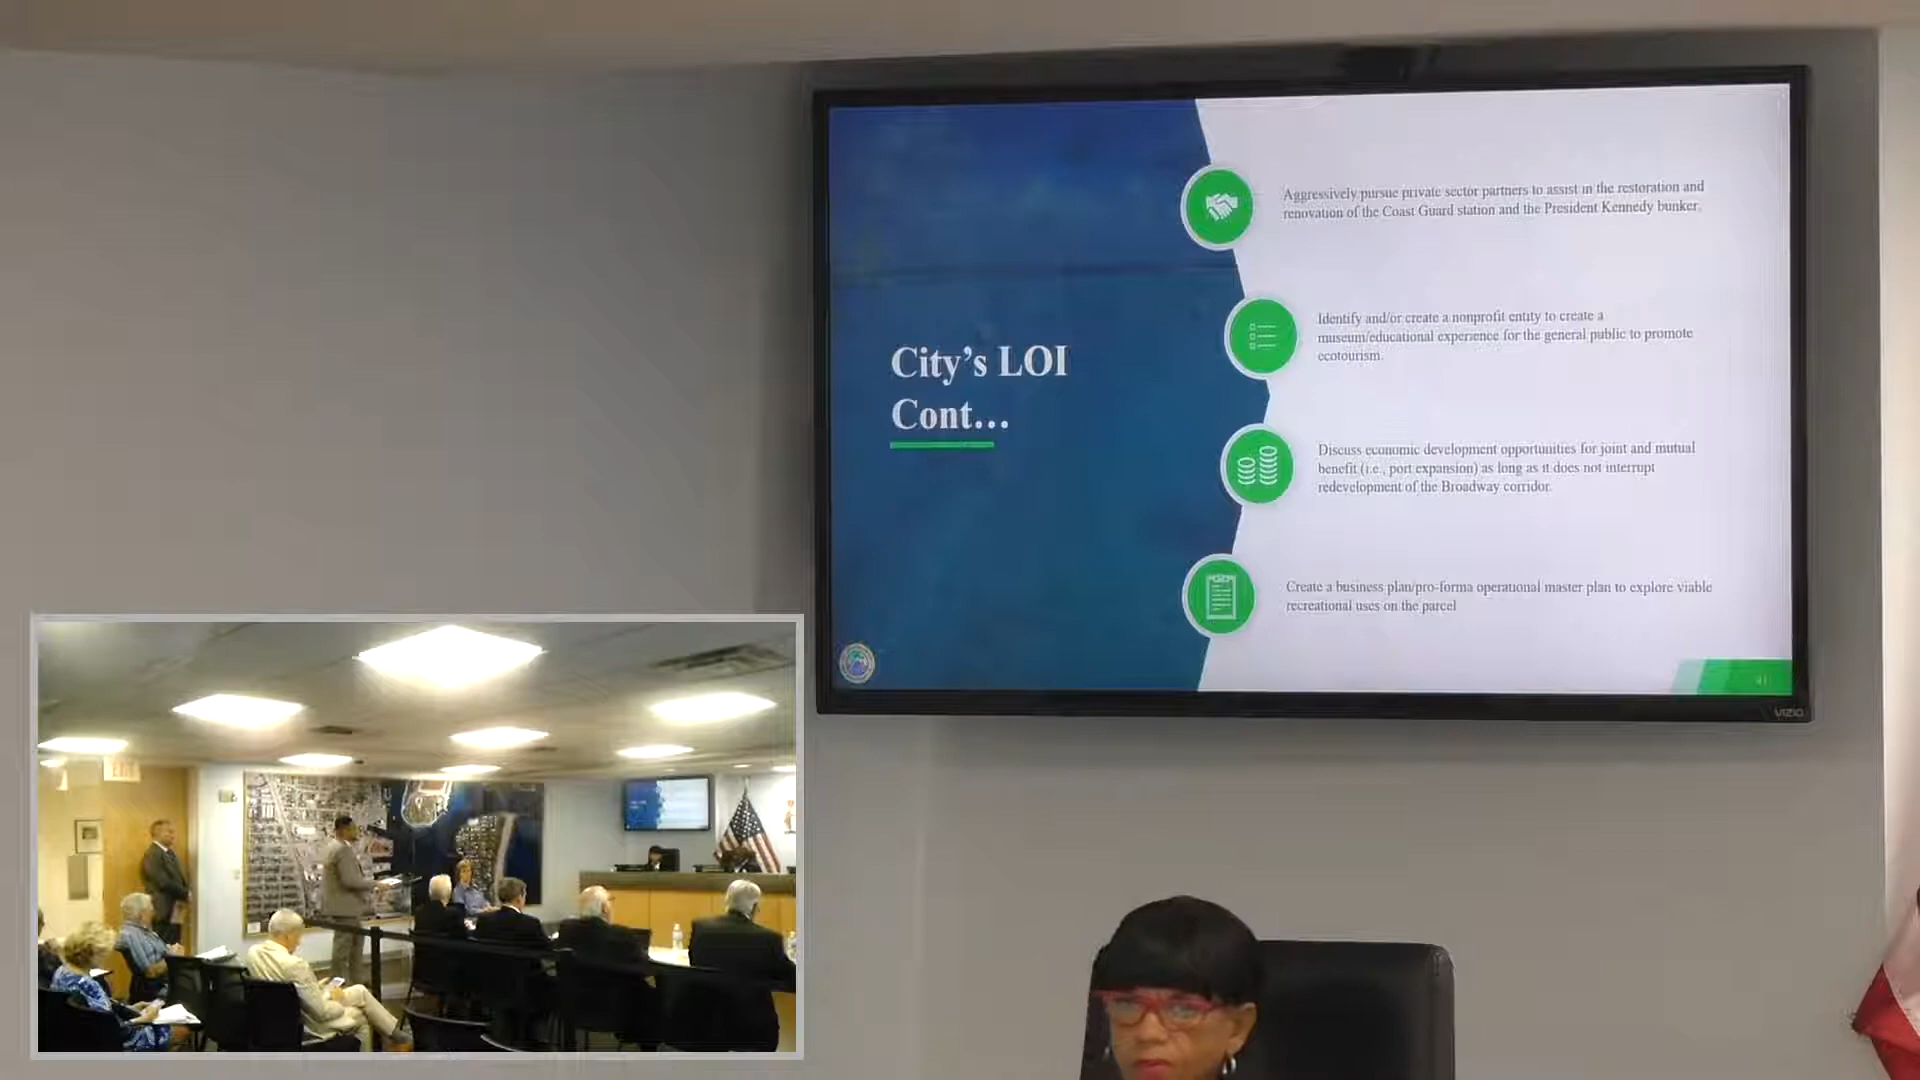 City's LOI
Cont...
Aggressively pursue private sector partners to assist in the restoration and
renovation of the Coast Guard station and the President Kennedy bunker.
Identify and/or create a nonprofit entity to create a
museum/educational experience for the general public to promote
ecotourism.
Discuss economic development opportunities for joint and mutual
benefit (i.e., port expansion) as long as it does not interrupt
redevelopment of the Broadway corridor.
Create a business plan/pro-forma operational master plan to explore viable
recreational uses on the parcel
VIZIO
EXIT